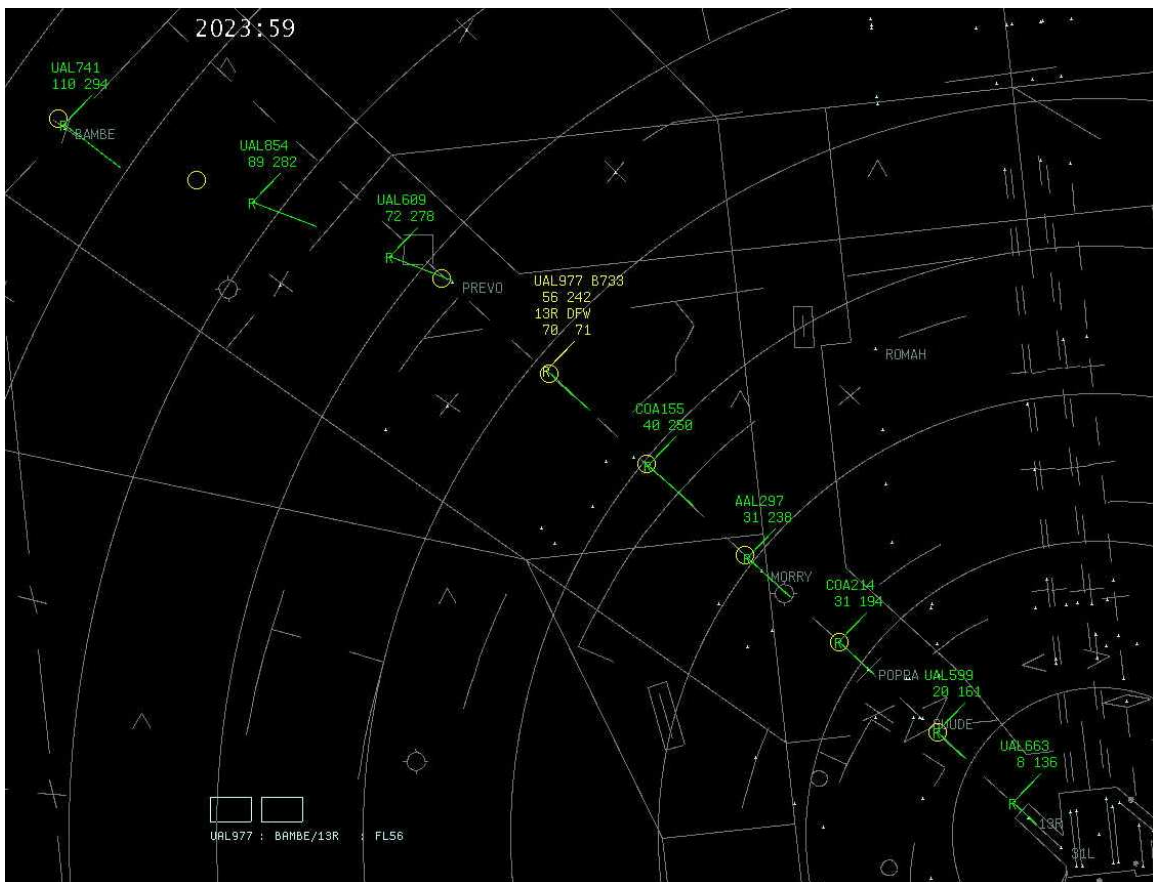 2023:59
UAL741
110 294
BAMBE
UAL854
89 282
UAL609
72 278
PREVO
UAL977 B733
56 242
13R DFW
70 71
R
R
R
R
ROMAH
COA155
40 250
R
AAL297
31 238
R
MORRY
COA214
31 194
R
POPPA
UAL599
20 161
R
UAL663
8 136
R
13R
31L
UAL977 : BAMBE/13R : FL56